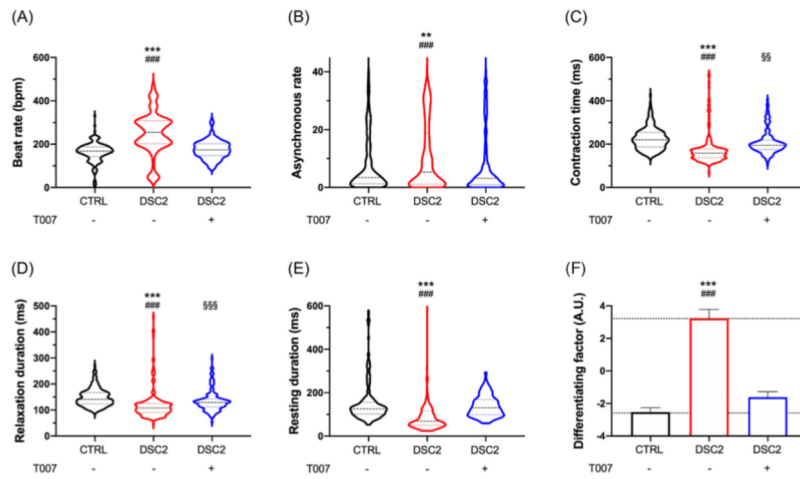 (A)
***
###
Beat rate (bpm)
600
400
200
0
CTRL DSC2 DSC2
T007 - - +
(B)
**
###
Asynchronous rate
40
20
0
CTRL DSC2 DSC2
- - +
(C)
***
### §§
Contraction time (ms)
600
400
200
0
CTRL DSC2 DSC2
- - +
(D)
***
### §§§
Relaxation duration (ms)
500
400
300
200
100
0
CTRL DSC2 DSC2
T007 - - +
(E)
***
###
Resting duration (ms)
600
400
200
0
CTRL DSC2 DSC2
- - +
(F)
***
###
Differentiating factor (A.U.)
4
2
0
-2
-4
CTRL DSC2 DSC2
T007 - - +